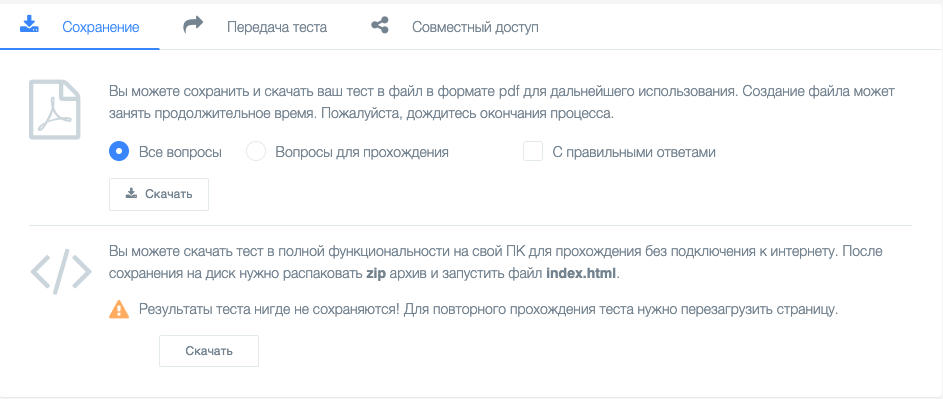 Сохранение Передача теста Совместный доступ
Вы можете сохранить и скачать ваш тест в файл в формате pdf для дальнейшего использования. Создание файла может
занять продолжительное время. Пожалуйста, дождитесь окончания процесса.
Все вопросы Вопросы для прохождения С правильными ответами
Скачать
Вы можете скачать тест в полной функциональности на свой ПК для прохождения без подключения к интернету. После
сохранения на диск нужно распаковать zip архив и запустить файл index.html.
Результаты теста нигде не сохраняются! Для повторного прохождения теста нужно перезагрузить страницу.
Скачать